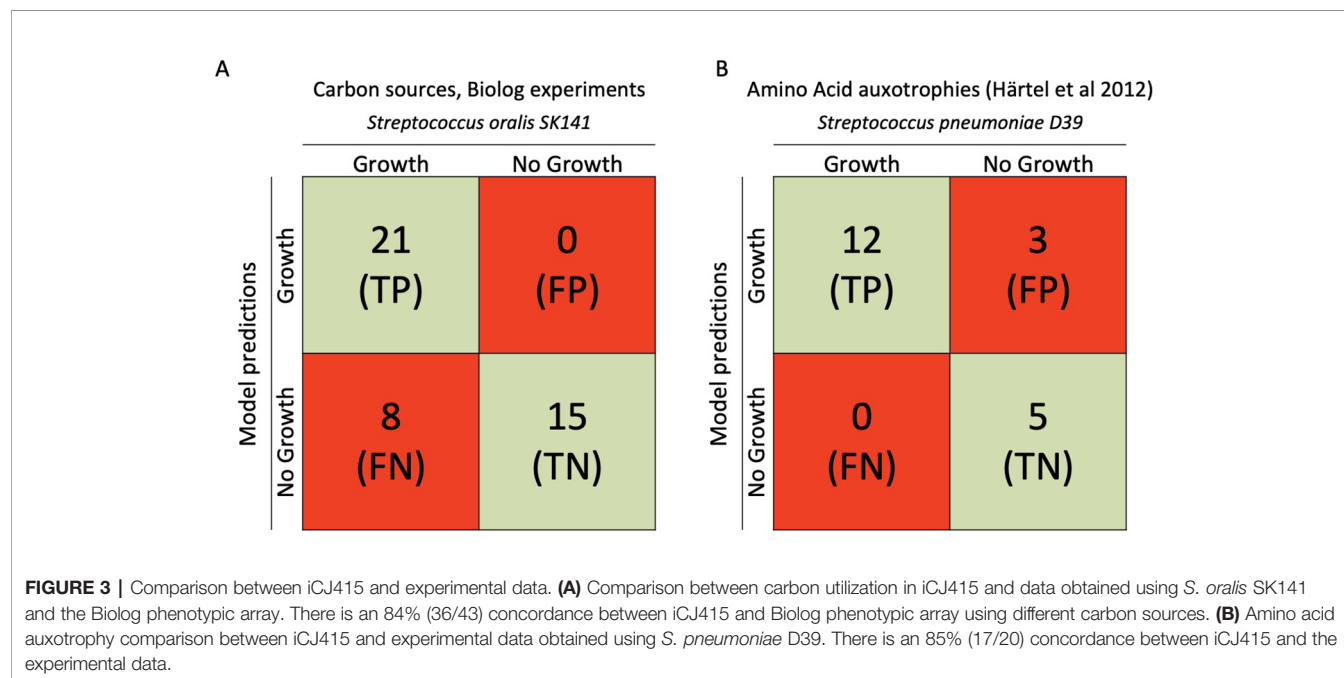 A
Carbon sources, Biolog experiments
Streptococcus oralis SK141
Growth
No Growth
Model predictions
Growth
No Growth
21
(TP)
0
(FP)
8
(FN)
15
(TN)
B
Amino Acid auxotrophies (Härtel et al 2012)
Streptococcus pneumoniae D39
Growth
No Growth
Model predictions
Growth
No Growth
12
(TP)
3
(FP)
0
(FN)
5
(TN)
FIGURE 3 | Comparison between iCJ415 and experimental data. (A) Comparison between carbon utilization in iCJ415 and data obtained using S. oralis SK141
and the Biolog phenotypic array. There is an 84% (36/43) concordance between iCJ415 and Biolog phenotypic array using different carbon sources. (B) Amino acid
auxotrophy comparison between iCJ415 and experimental data obtained using S. pneumoniae D39. There is an 85% (17/20) concordance between iCJ415 and the
experimental data.